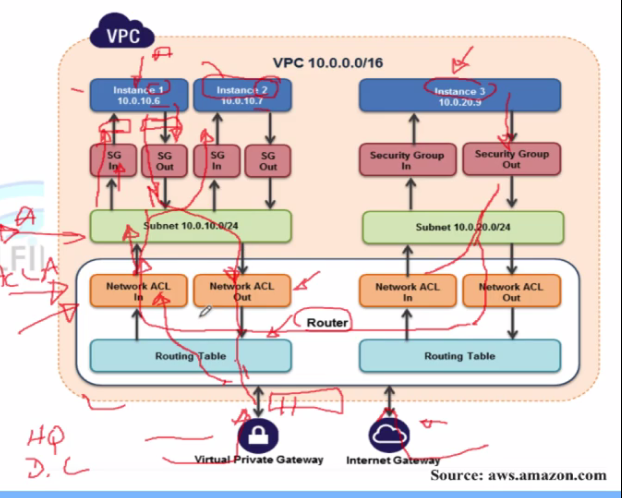 VPC
VPC 10.0.0.0/16
Instance 1
10.0.10.6
Instance 2
10.0.10.7
Instance 3
10.0.20.9
SG
In
SG
Out
SG
In
SG
Out
Security Group
In
Security Group
Out
Subnet 10.0.10.0/24
Subnet 10.0.20.0/24
Network ACL
In
Network ACL
Out
Network ACL
In
Network ACL
Out
Router
Routing Table
Routing Table
HQ
D.C
Virtual Private Gateway
Internet Gateway
Source: aws.amazon.com